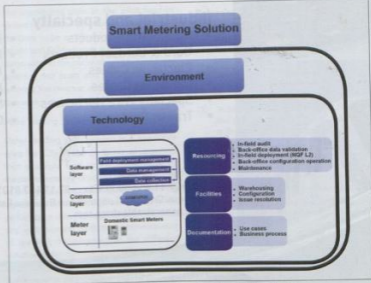 Smart Metering Solution
Environment
Technology
Software layer
Field deployment management
Data management
Data collection
Comms layer
Meter layer
Domestic Smart Meters
Resourcing
• In-field audit
• Back-office data validation
• In-field deployment (NQF L2)
• Back-office configuration operation
• Maintenance
Facilities
• Warehousing
• Configuration
• Issue resolution
Documentation
• Use cases
• Business process